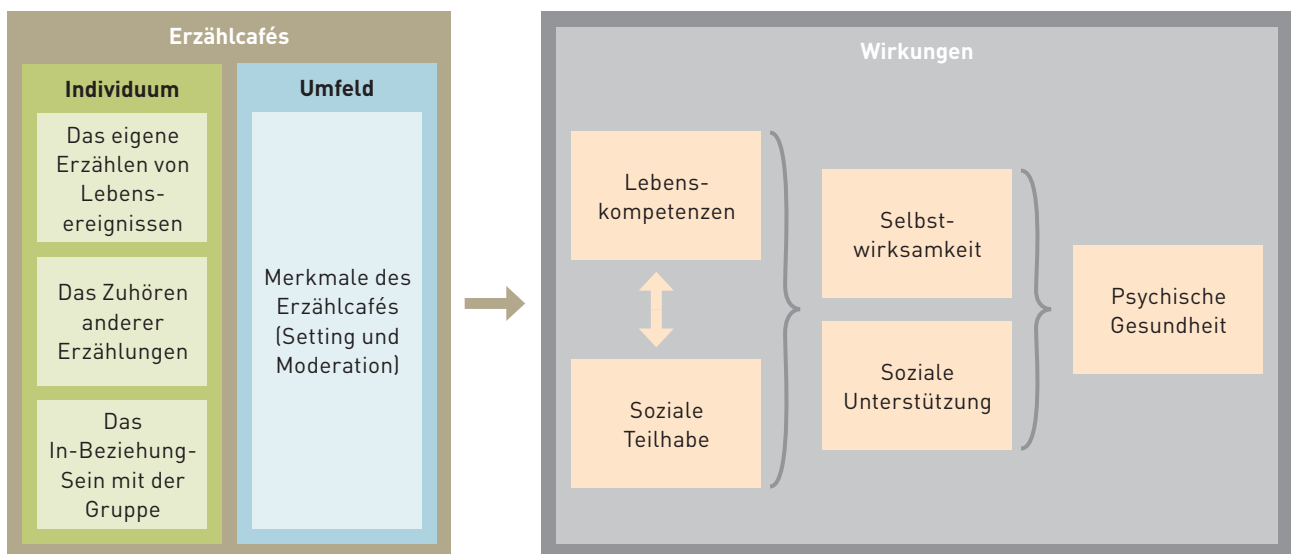 Erzählcafés
Individuum
Das eigene
Erzählen von
Lebens-
ereignissen
Das Zuhören
anderer
Erzählungen
Das
In-Beziehung-
Sein mit der
Gruppe
Umfeld
Merkmale des
Erzählcafés
(Setting und
Moderation)
Wirkungen
Lebens-
kompetenzen
Soziale
Teilhabe
Selbst-
wirksamkeit
Soziale
Unterstützung
Psychische
Gesundheit